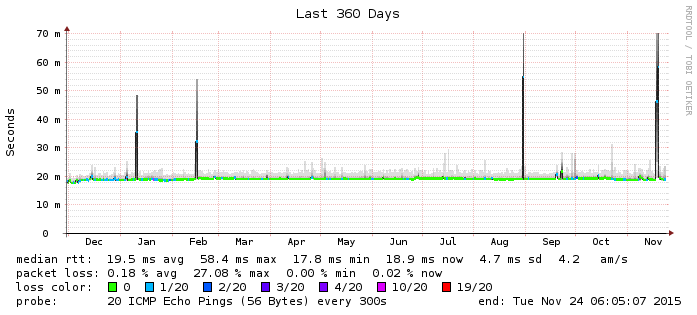 Last 360 Days
RRDTOOL / TOBI OETIKER
Seconds
70 m
60 m
50 m
40 m
30 m
20 m
10 m
0
Dec Jan Feb Mar Apr May Jun Jul Aug Sep Oct Nov
median rtt: 19.5 ms avg 58.4 ms max 17.8 ms min 18.9 ms now 4.7 ms sd 4.2 am/s
packet loss: 0.18 % avg 27.08 % max 0.00 % min 0.02 % now
loss color: 0 1/20 2/20 3/20 4/20 10/20 19/20
probe: 20 ICMP Echo Pings (56 Bytes) every 300s end: Tue Nov 24 06:05:07 2015